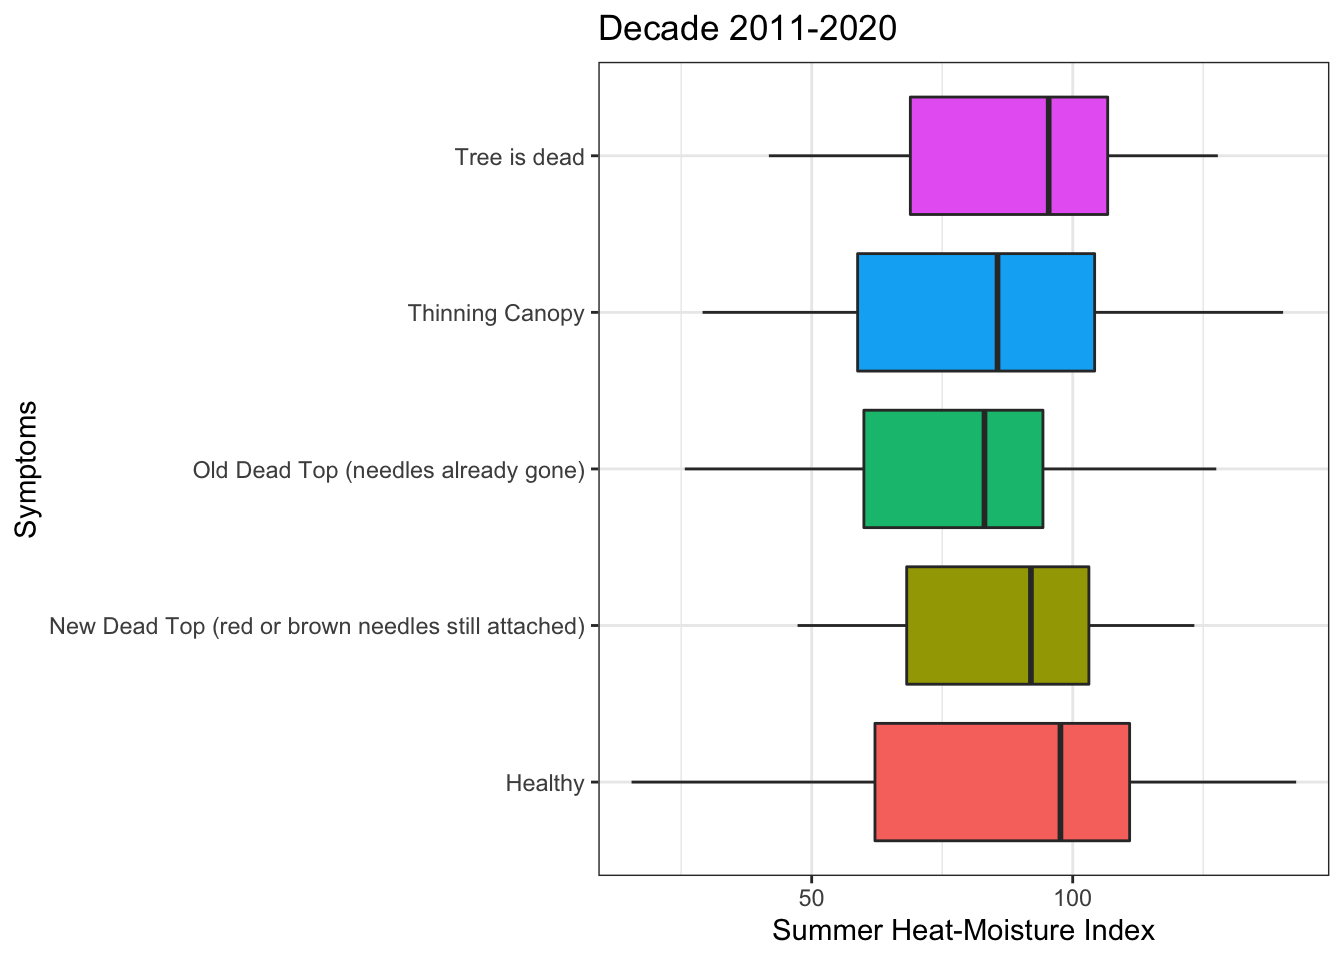 Decade 2011-2020
Tree is dead
Thinning Canopy
Old Dead Top (needles already gone)
New Dead Top (red or brown needles still attached)
Healthy
Symptoms
50
100
Summer Heat-Moisture Index